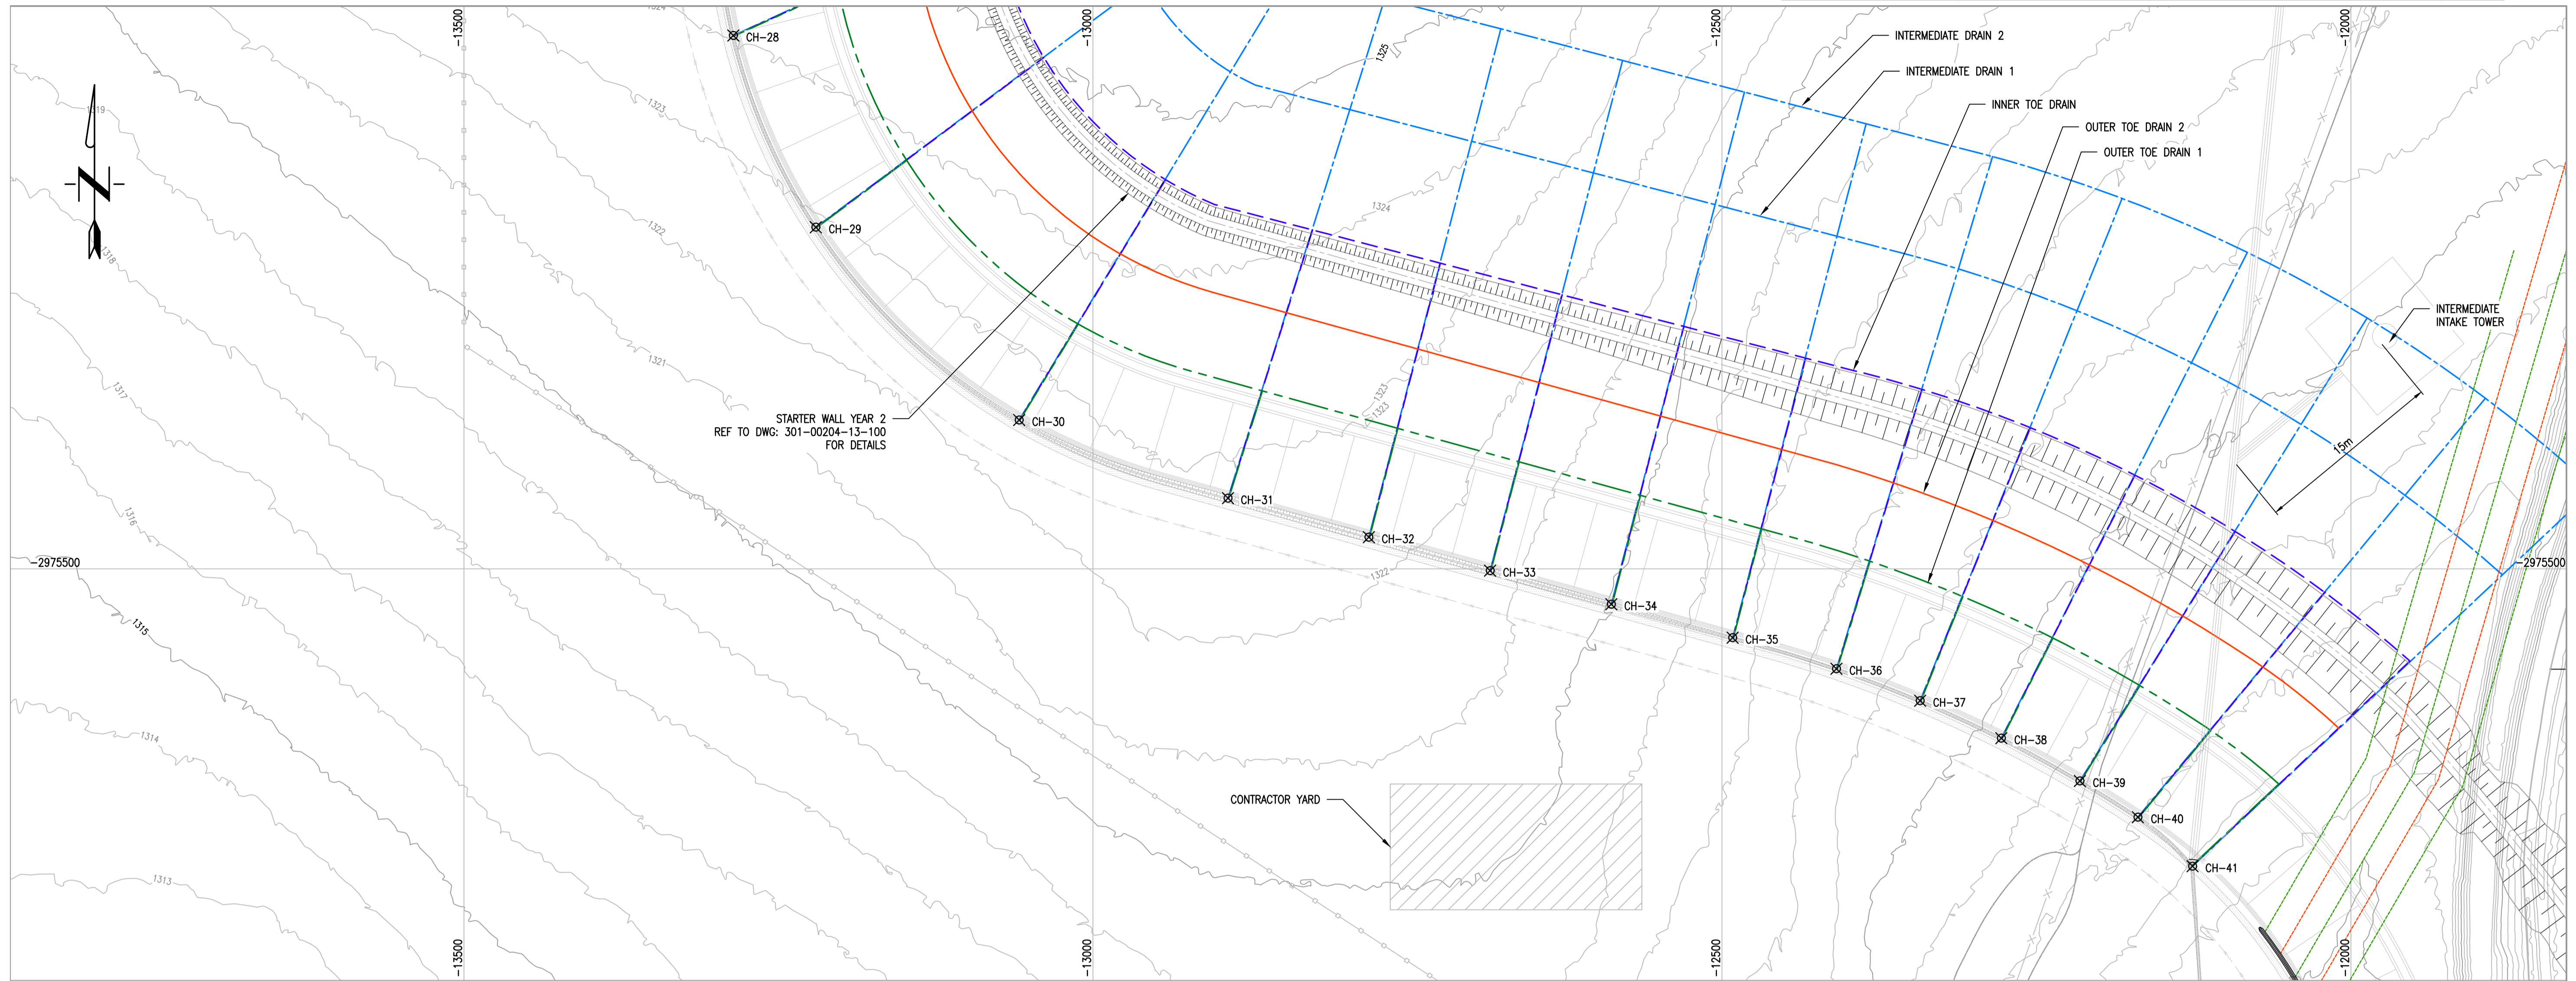 1324
-13500
-13000
-12500
-12000
CH-28
1325
INTERMEDIATE DRAIN 2
INTERMEDIATE DRAIN 1
INNER TOE DRAIN
OUTER TOE DRAIN 2
OUTER TOE DRAIN 1
1319
1323
N
1324
1322
CH-29
1318
INTERMEDIATE
INTAKE TOWER
1321
1317
1323
1323
STARTER WALL YEAR 2
REF TO DWG: 301-00204-13-100
FOR DETAILS
CH-30
15m
CH-31
1316
CH-32
-2975500
-2975500
CH-33
1322
CH-34
1315
CH-35
CH-36
CH-37
1314
CH-38
CH-39
CONTRACTOR YARD
CH-40
CH-41
1313
-13500
-13000
-12500
-12000